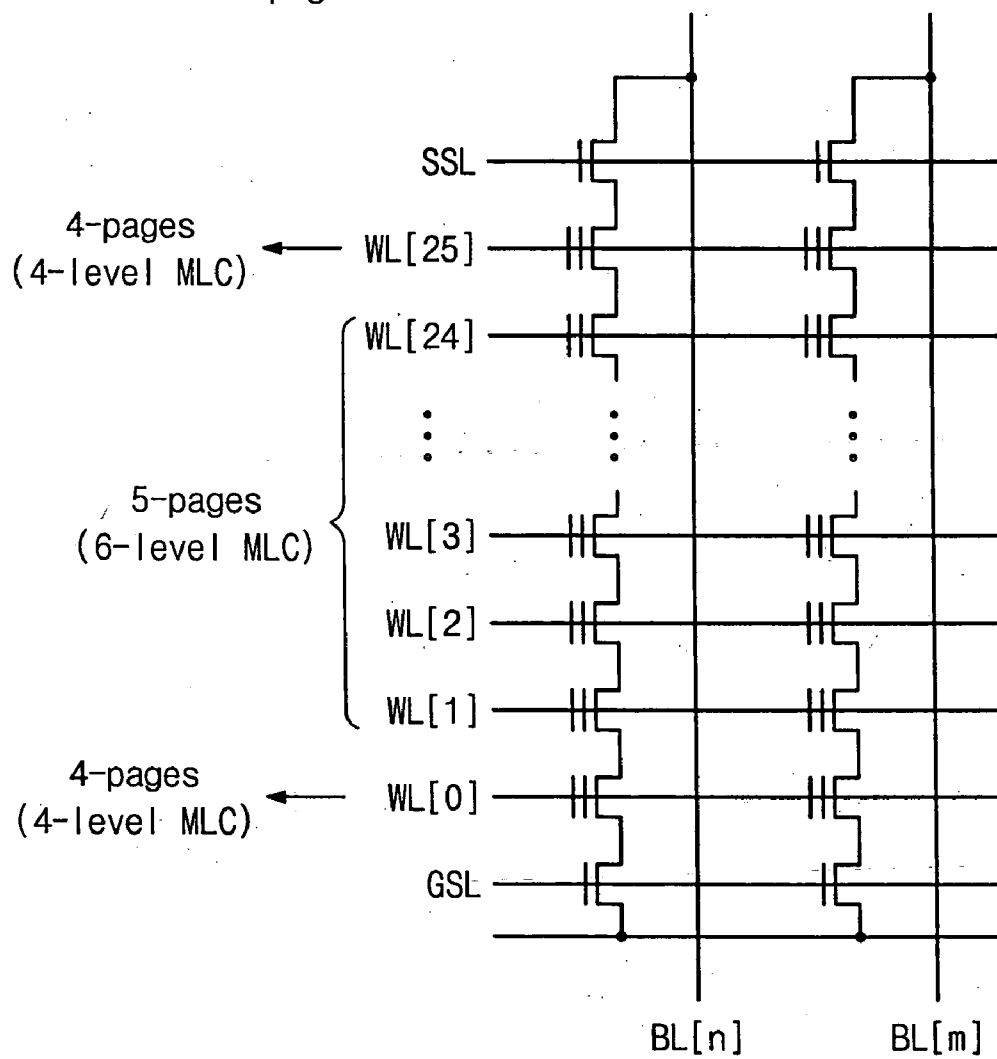 SSL
4-pages
(4-level MLC)
WL[25]
WL[24]
5-pages
(6-level MLC)
WL[3]
WL[2]
WL[1]
4-pages
(4-level MLC)
WL[0]
GSL
BL[n]
BL[m]